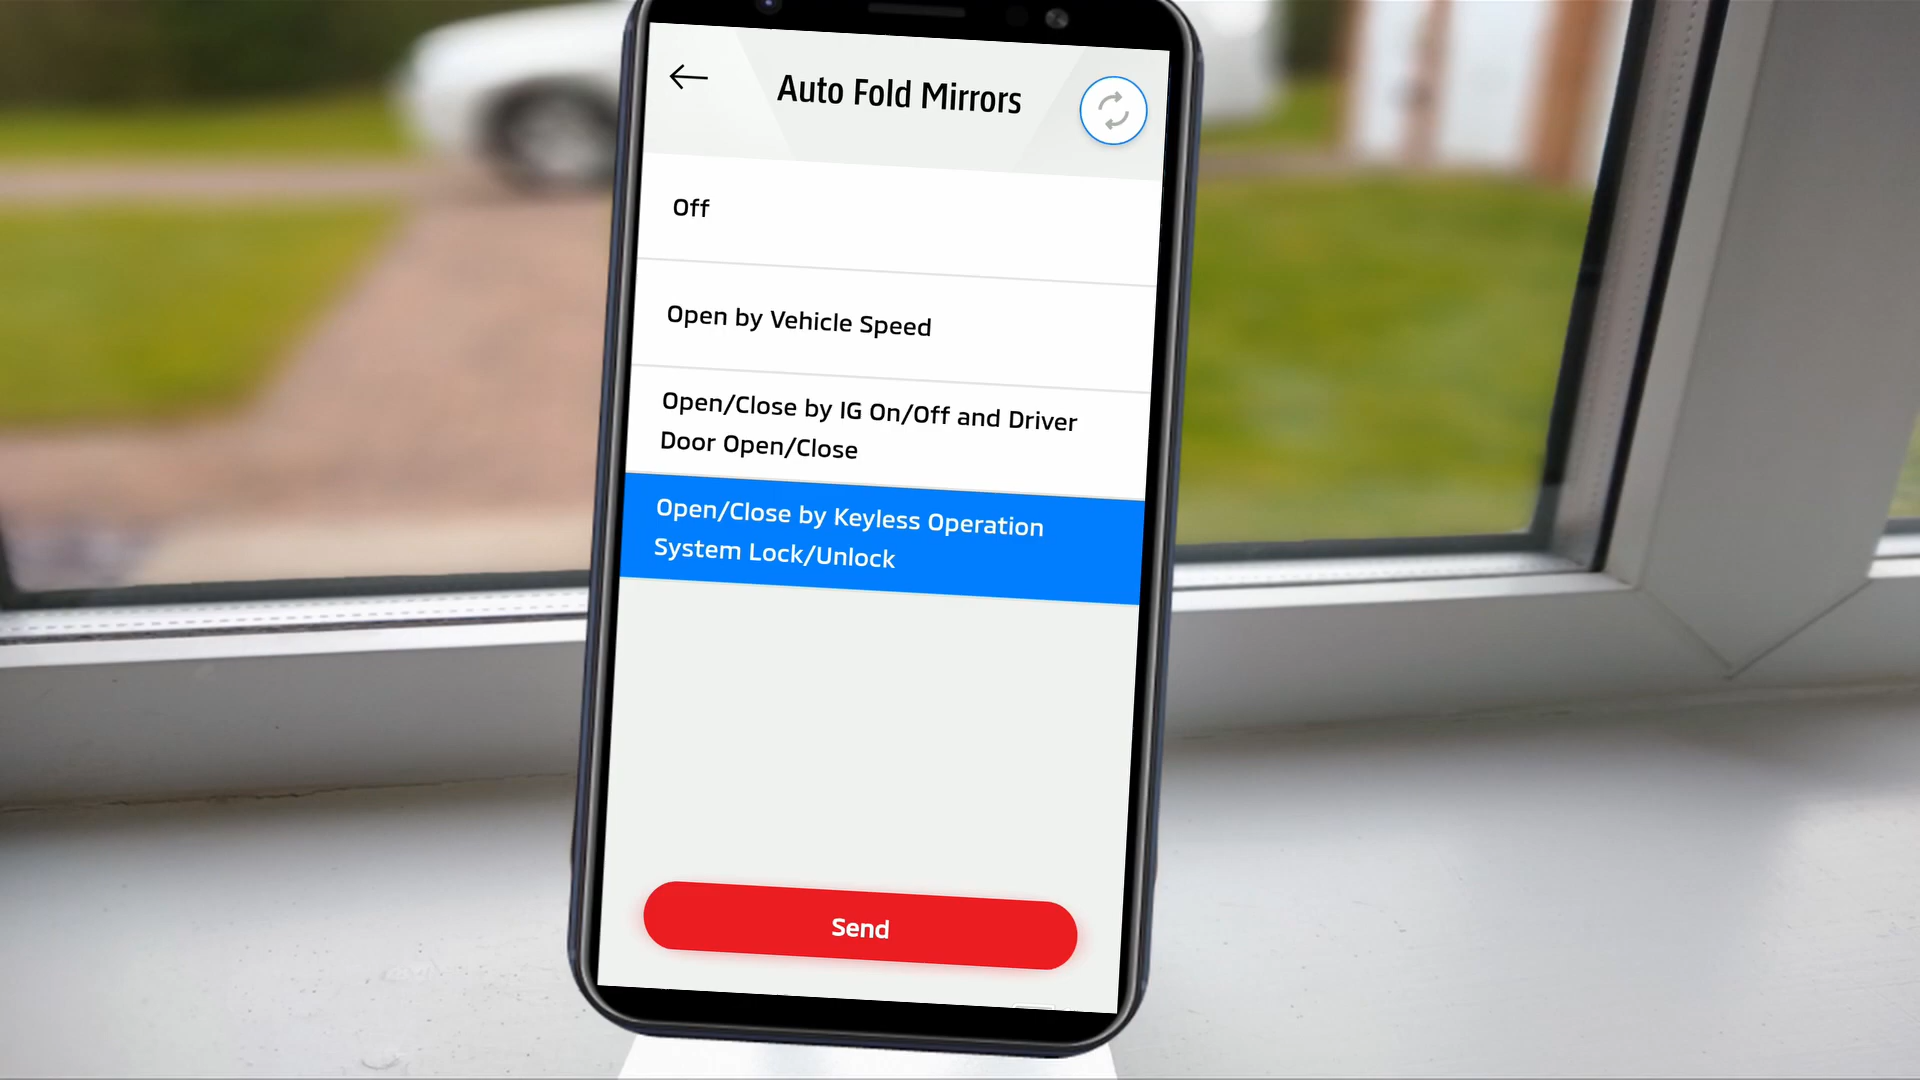 Auto Fold Mirrors
Off
Open by Vehicle Speed
Open/Close by IG On/Off and Driver
Door Open/Close
Open/Close by Keyless Operation
System Lock/Unlock
Send